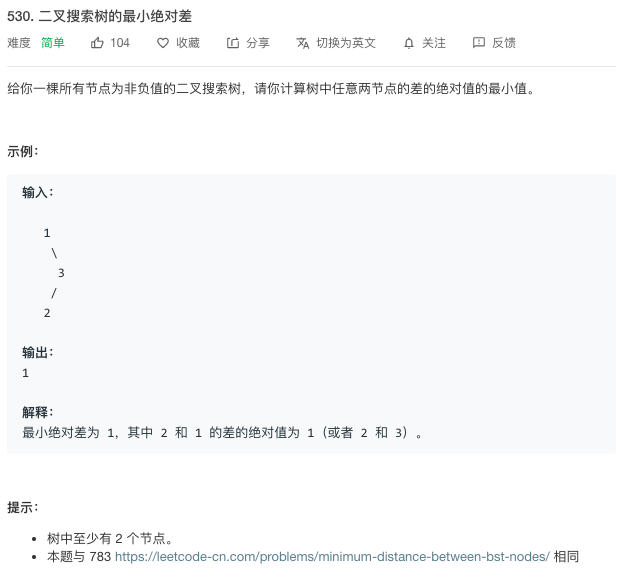 530. 二叉搜索树的最小绝对差
难度 简单 104 收藏 分享 切换为英文 关注 反馈
给你一棵所有节点为非负值的二叉搜索树，请你计算树中任意两节点的差的绝对值的最小值。
示例：
输入：
1
\
3
/
2
输出：
1
解释：
最小绝对差为 1，其中 2 和 1 的差的绝对值为 1（或者 2 和 3）。
提示：
• 树中至少有 2 个节点。
• 本题与 783 https://leetcode-cn.com/problems/minimum-distance-between-bst-nodes/ 相同